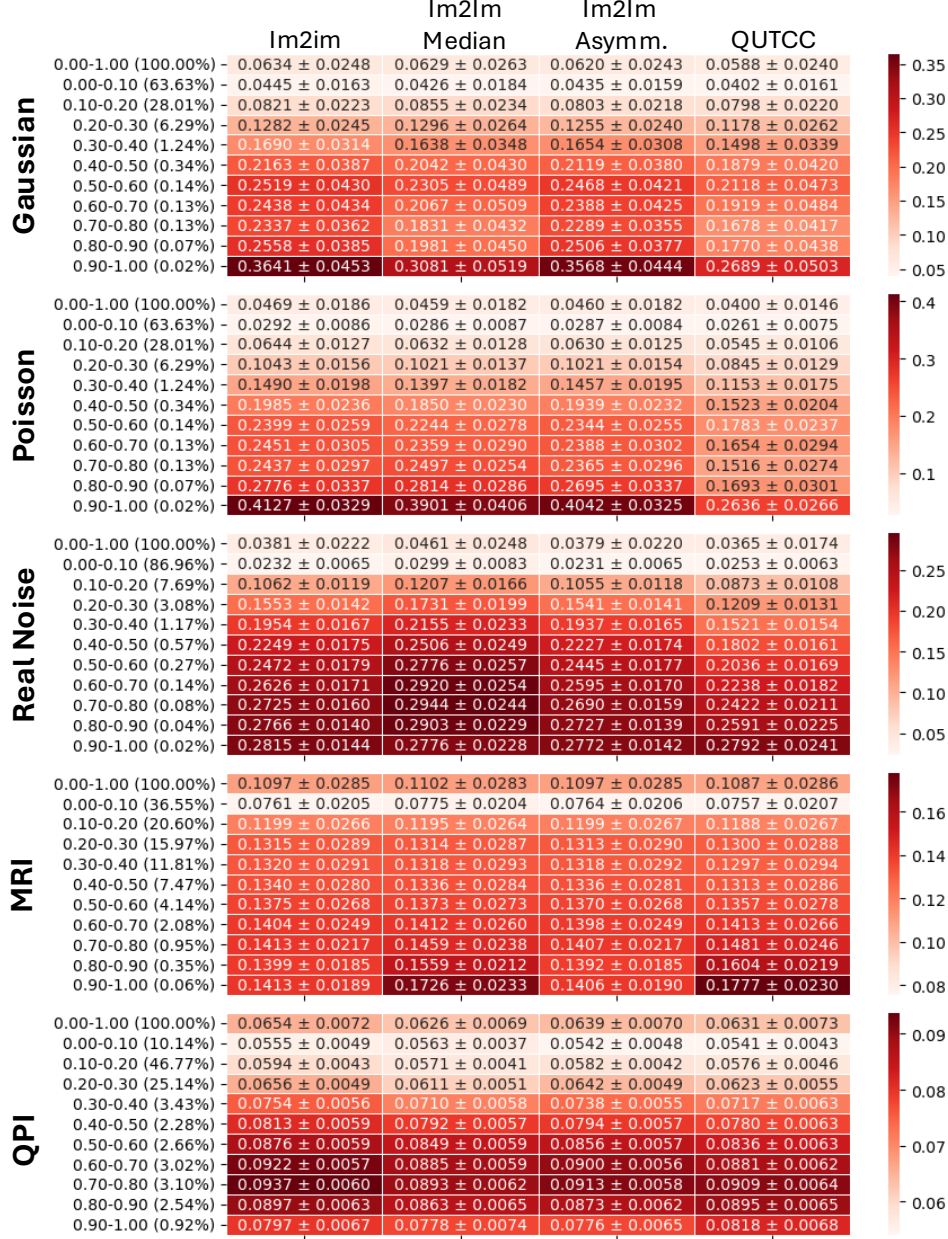 Im2im
Im2Im Median
Im2Im Asymm.
QUTCC
Gaussian
0.00-1.00 (100.00%) 0.0634 ± 0.0248 0.0629 ± 0.0263 0.0620 ± 0.0243 0.0588 ± 0.0240
0.00-0.10 (63.63%) 0.0445 ± 0.0163 0.0426 ± 0.0184 0.0435 ± 0.0159 0.0402 ± 0.0161
0.10-0.20 (28.01%) 0.0821 ± 0.0223 0.0855 ± 0.0234 0.0803 ± 0.0218 0.0798 ± 0.0220
0.20-0.30 (6.29%) 0.1282 ± 0.0245 0.1296 ± 0.0264 0.1255 ± 0.0240 0.1178 ± 0.0262
0.30-0.40 (1.24%) 0.1690 ± 0.0314 0.1638 ± 0.0348 0.1654 ± 0.0308 0.1498 ± 0.0339
0.40-0.50 (0.34%) 0.2163 ± 0.0387 0.2042 ± 0.0430 0.2119 ± 0.0380 0.1879 ± 0.0420
0.50-0.60 (0.14%) 0.2519 ± 0.0430 0.2305 ± 0.0489 0.2468 ± 0.0421 0.2118 ± 0.0473
0.60-0.70 (0.13%) 0.2438 ± 0.0434 0.2067 ± 0.0509 0.2388 ± 0.0425 0.1919 ± 0.0484
0.70-0.80 (0.13%) 0.2337 ± 0.0362 0.1831 ± 0.0432 0.2289 ± 0.0355 0.1678 ± 0.0417
0.80-0.90 (0.07%) 0.2558 ± 0.0385 0.1981 ± 0.0450 0.2506 ± 0.0377 0.1770 ± 0.0438
0.90-1.00 (0.02%) 0.3641 ± 0.0453 0.3081 ± 0.0519 0.3568 ± 0.0444 0.2689 ± 0.0503
0.35
0.30
0.25
0.20
0.15
0.10
0.05
Poisson
0.00-1.00 (100.00%) 0.0469 ± 0.0186 0.0459 ± 0.0182 0.0460 ± 0.0182 0.0400 ± 0.0146
0.00-0.10 (63.63%) 0.0292 ± 0.0086 0.0286 ± 0.0087 0.0287 ± 0.0084 0.0261 ± 0.0075
0.10-0.20 (28.01%) 0.0644 ± 0.0127 0.0632 ± 0.0128 0.0630 ± 0.0125 0.0545 ± 0.0106
0.20-0.30 (6.29%) 0.1043 ± 0.0156 0.1021 ± 0.0137 0.1021 ± 0.0154 0.0845 ± 0.0129
0.30-0.40 (1.24%) 0.1490 ± 0.0198 0.1397 ± 0.0182 0.1457 ± 0.0195 0.1153 ± 0.0175
0.40-0.50 (0.34%) 0.1985 ± 0.0236 0.1850 ± 0.0230 0.1939 ± 0.0232 0.1523 ± 0.0204
0.50-0.60 (0.14%) 0.2399 ± 0.0259 0.2244 ± 0.0278 0.2344 ± 0.0255 0.1783 ± 0.0237
0.60-0.70 (0.13%) 0.2451 ± 0.0305 0.2359 ± 0.0290 0.2388 ± 0.0302 0.1654 ± 0.0294
0.70-0.80 (0.13%) 0.2437 ± 0.0297 0.2497 ± 0.0254 0.2365 ± 0.0296 0.1516 ± 0.0274
0.80-0.90 (0.07%) 0.2776 ± 0.0337 0.2814 ± 0.0286 0.2695 ± 0.0337 0.1693 ± 0.0301
0.90-1.00 (0.02%) 0.4127 ± 0.0329 0.3901 ± 0.0406 0.4042 ± 0.0325 0.2636 ± 0.0266
0.4
0.3
0.2
0.1
Real Noise
0.00-1.00 (100.00%) 0.0381 ± 0.0222 0.0461 ± 0.0248 0.0379 ± 0.0220 0.0365 ± 0.0174
0.00-0.10 (86.96%) 0.0232 ± 0.0065 0.0299 ± 0.0083 0.0231 ± 0.0065 0.0253 ± 0.0063
0.10-0.20 (7.69%) 0.1062 ± 0.0119 0.1207 ± 0.0166 0.1055 ± 0.0118 0.0873 ± 0.0108
0.20-0.30 (3.08%) 0.1553 ± 0.0142 0.1731 ± 0.0199 0.1541 ± 0.0141 0.1209 ± 0.0131
0.30-0.40 (1.17%) 0.1954 ± 0.0167 0.2155 ± 0.0233 0.1937 ± 0.0165 0.1521 ± 0.0154
0.40-0.50 (0.57%) 0.2249 ± 0.0175 0.2506 ± 0.0249 0.2227 ± 0.0174 0.1802 ± 0.0161
0.50-0.60 (0.27%) 0.2472 ± 0.0179 0.2776 ± 0.0257 0.2445 ± 0.0177 0.2036 ± 0.0169
0.60-0.70 (0.14%) 0.2626 ± 0.0171 0.2920 ± 0.0254 0.2595 ± 0.0170 0.2238 ± 0.0182
0.70-0.80 (0.08%) 0.2725 ± 0.0160 0.2944 ± 0.0244 0.2690 ± 0.0159 0.2422 ± 0.0211
0.80-0.90 (0.04%) 0.2766 ± 0.0140 0.2903 ± 0.0229 0.2727 ± 0.0139 0.2591 ± 0.0225
0.90-1.00 (0.02%) 0.2815 ± 0.0144 0.2776 ± 0.0228 0.2772 ± 0.0142 0.2792 ± 0.0241
0.25
0.20
0.15
0.10
0.05
MRI
0.00-1.00 (100.00%) 0.1097 ± 0.0285 0.1102 ± 0.0283 0.1097 ± 0.0285 0.1087 ± 0.0286
0.00-0.10 (36.55%) 0.0761 ± 0.0205 0.0775 ± 0.0204 0.0764 ± 0.0206 0.0757 ± 0.0207
0.10-0.20 (20.60%) 0.1199 ± 0.0266 0.1195 ± 0.0264 0.1199 ± 0.0267 0.1188 ± 0.0267
0.20-0.30 (15.97%) 0.1315 ± 0.0289 0.1314 ± 0.0287 0.1313 ± 0.0290 0.1300 ± 0.0288
0.30-0.40 (11.81%) 0.1320 ± 0.0291 0.1318 ± 0.0293 0.1318 ± 0.0292 0.1297 ± 0.0294
0.40-0.50 (7.47%) 0.1340 ± 0.0280 0.1336 ± 0.0284 0.1336 ± 0.0281 0.1313 ± 0.0286
0.50-0.60 (4.14%) 0.1375 ± 0.0268 0.1373 ± 0.0273 0.1370 ± 0.0268 0.1357 ± 0.0278
0.60-0.70 (2.08%) 0.1404 ± 0.0249 0.1412 ± 0.0260 0.1398 ± 0.0249 0.1413 ± 0.0266
0.70-0.80 (0.95%) 0.1413 ± 0.0217 0.1459 ± 0.0238 0.1407 ± 0.0217 0.1481 ± 0.0246
0.80-0.90 (0.35%) 0.1399 ± 0.0185 0.1559 ± 0.0212 0.1392 ± 0.0185 0.1604 ± 0.0219
0.90-1.00 (0.06%) 0.1413 ± 0.0189 0.1726 ± 0.0233 0.1406 ± 0.0190 0.1777 ± 0.0230
0.16
0.14
0.12
0.10
0.08
QPI
0.00-1.00 (100.00%) 0.0654 ± 0.0072 0.0626 ± 0.0069 0.0639 ± 0.0070 0.0631 ± 0.0073
0.00-0.10 (10.14%) 0.0555 ± 0.0049 0.0563 ± 0.0037 0.0542 ± 0.0048 0.0541 ± 0.0043
0.10-0.20 (46.77%) 0.0594 ± 0.0043 0.0571 ± 0.0041 0.0582 ± 0.0042 0.0576 ± 0.0046
0.20-0.30 (25.14%) 0.0656 ± 0.0049 0.0611 ± 0.0051 0.0642 ± 0.0049 0.0623 ± 0.0055
0.30-0.40 (3.43%) 0.0754 ± 0.0056 0.0710 ± 0.0058 0.0738 ± 0.0055 0.0717 ± 0.0063
0.40-0.50 (2.28%) 0.0813 ± 0.0059 0.0792 ± 0.0057 0.0794 ± 0.0057 0.0780 ± 0.0063
0.50-0.60 (2.66%) 0.0876 ± 0.0059 0.0849 ± 0.0059 0.0856 ± 0.0057 0.0836 ± 0.0063
0.60-0.70 (3.02%) 0.0922 ± 0.0057 0.0885 ± 0.0059 0.0900 ± 0.0056 0.0881 ± 0.0062
0.70-0.80 (3.10%) 0.0937 ± 0.0060 0.0893 ± 0.0062 0.0913 ± 0.0058 0.0909 ± 0.0064
0.80-0.90 (2.54%) 0.0897 ± 0.0063 0.0863 ± 0.0065 0.0873 ± 0.0062 0.0895 ± 0.0065
0.90-1.00 (0.92%) 0.0797 ± 0.0067 0.0778 ± 0.0074 0.0776 ± 0.0065 0.0818 ± 0.0068
0.09
0.08
0.07
0.06